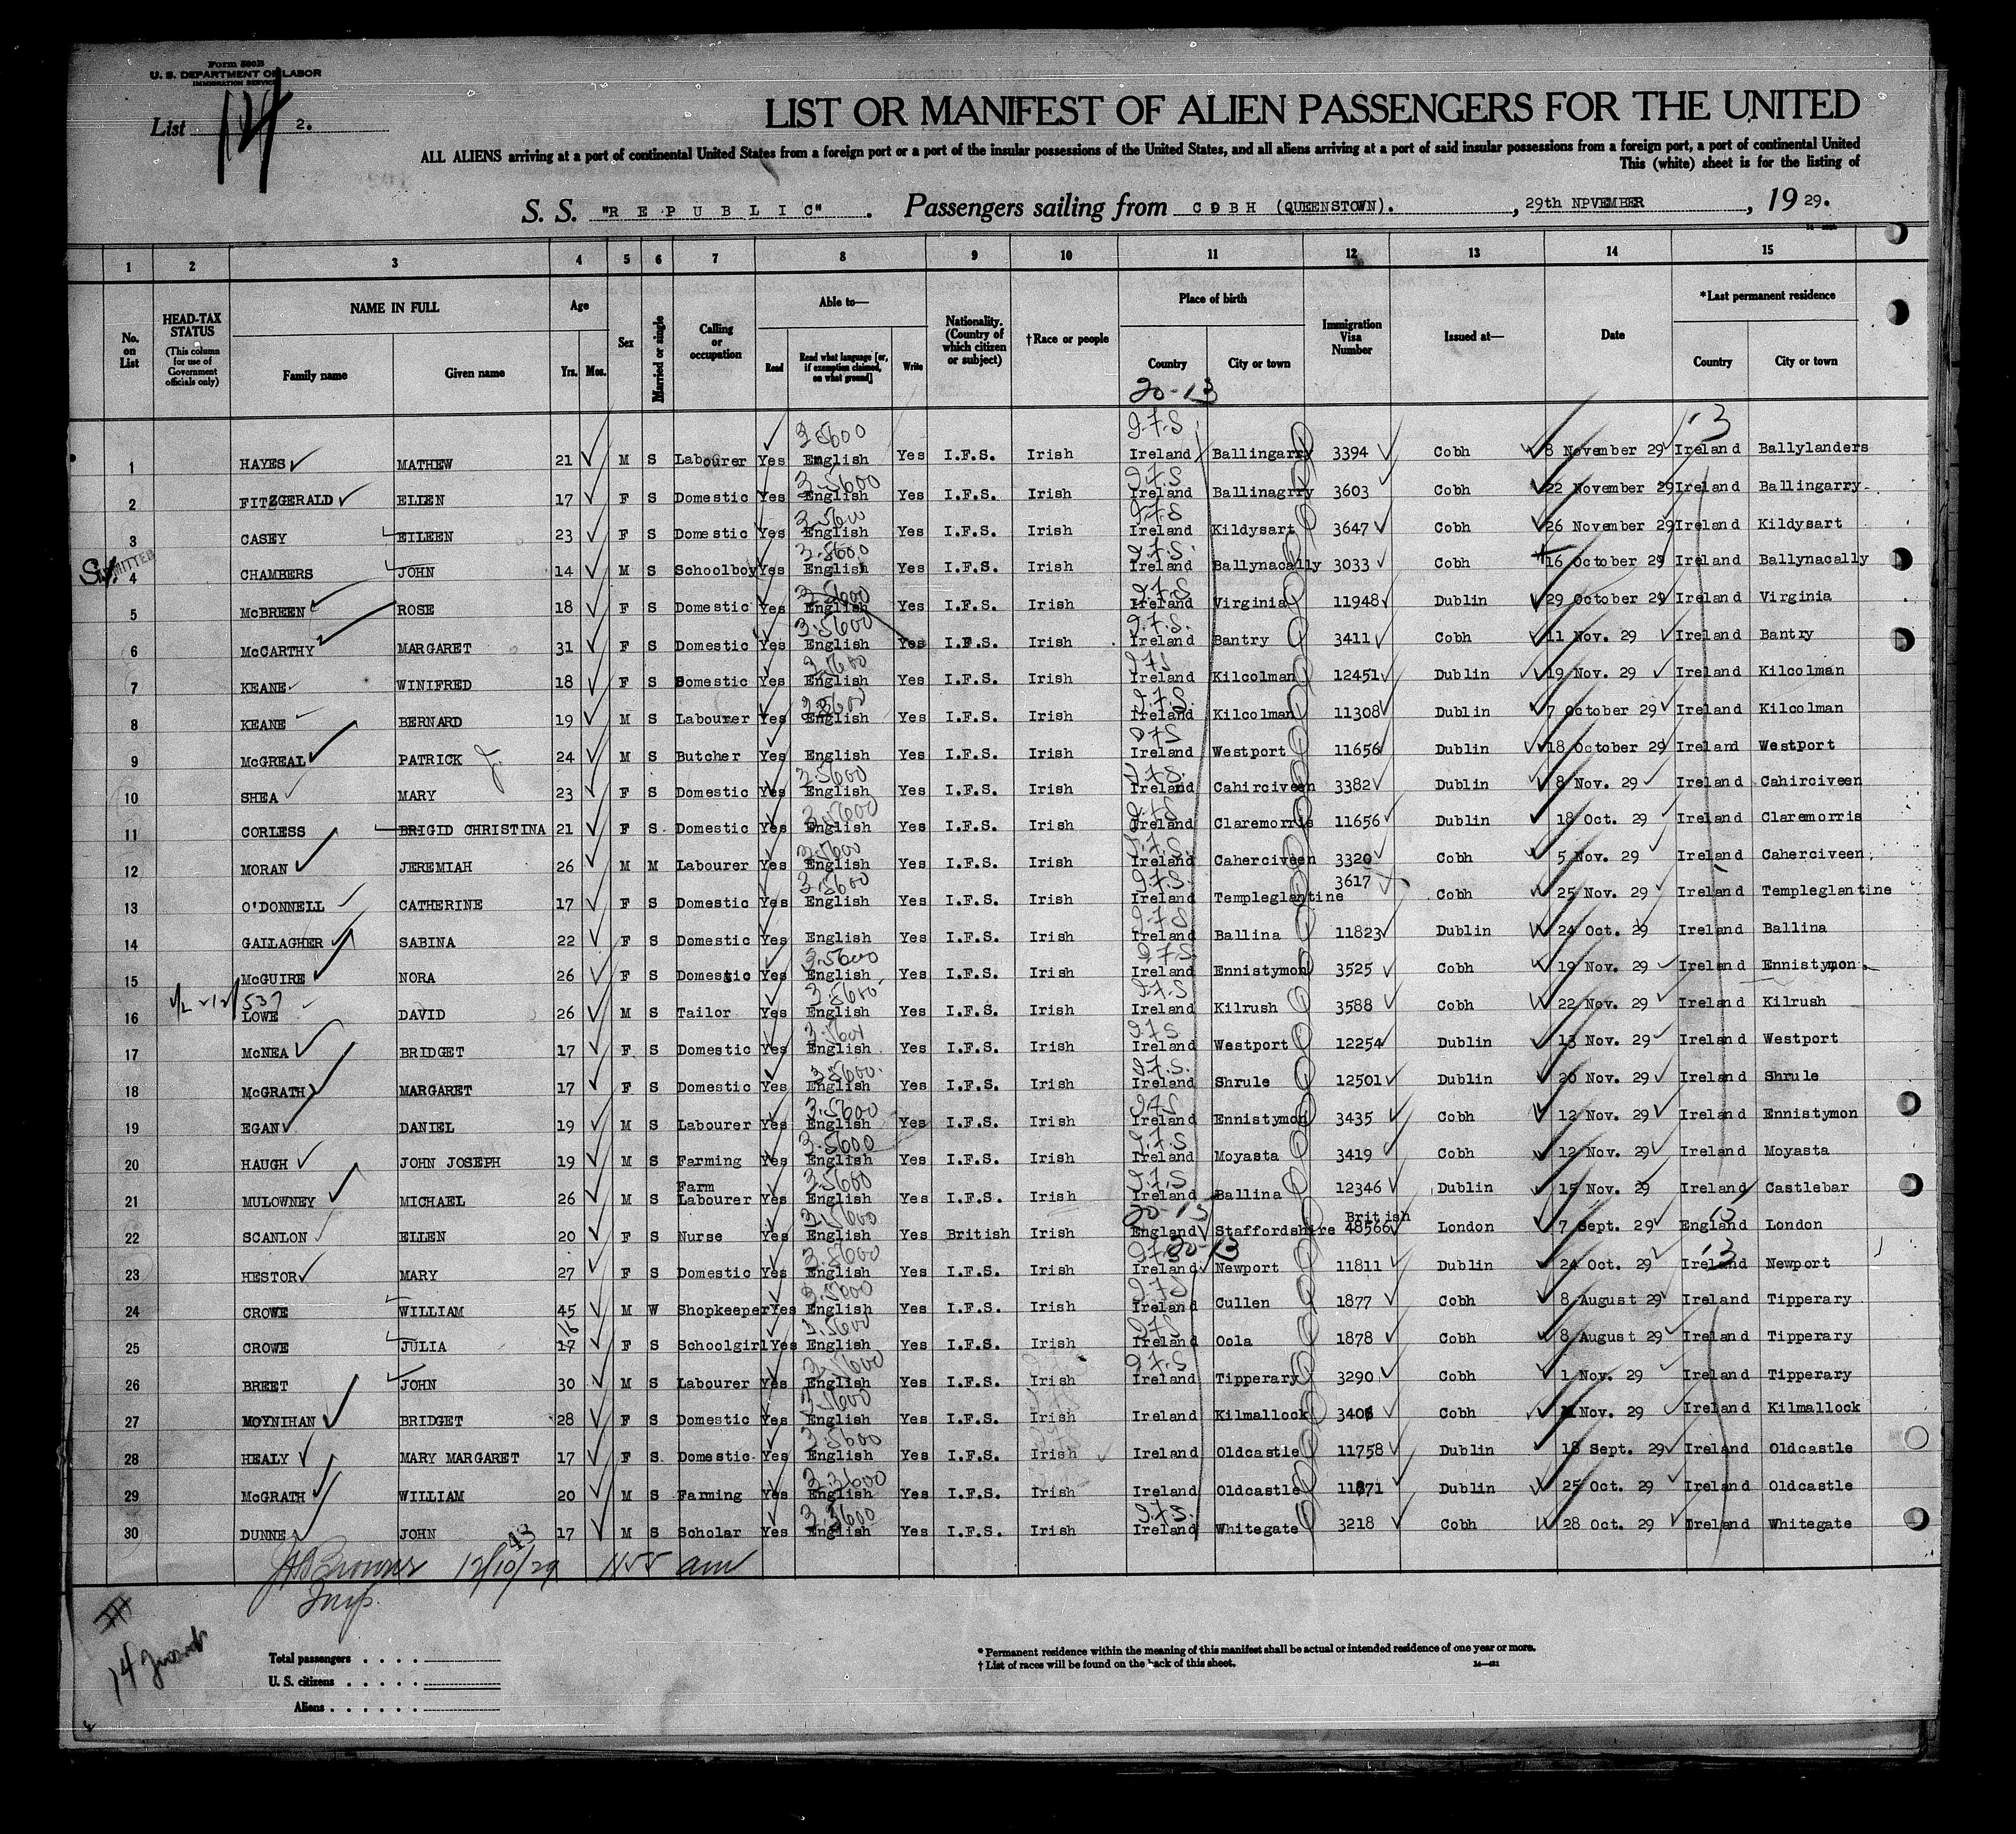 Form 500B
U. S. DEPARTMENT OF LABOR
IMMIGRATION SERVICE
List 2.
LIST OR MANIFEST OF ALIEN PASSENGERS FOR THE UNITED
ALL ALIENS arriving at a port of continental United States from a foreign port or a port of the insular possessions of the United States, and all aliens arriving at a port of said insular possessions from a foreign port, a port of continental United
This (white) sheet is for the listing of
S. S. "REPUBLIC". Passengers sailing from COBH (QUEENSTOWN)., 29th NPVEMBER, 1929.
1 2 3 4 5 6 7 8 9 10 11 12 13 14 15
No. on List
HEAD-TAX STATUS (This column for use of Government officials only)
NAME IN FULL Family name Given name
Age Yrs. Mos.
Sex
Married or single
Calling or occupation
Able to— Read Read what language [or, if exemption claimed, on what ground] Write
Nationality. (Country of which citizen or subject)
†Race or people
Place of birth Country City or town
Immigration Visa Number
Issued at—
Date
*Last permanent residence Country City or town
20-13
1 HAYES MATHEW 21 M S Labourer Yes English Yes I.F.S. Irish Ireland Ballingarry 3394 Cobh 8 November 29 Ireland Ballylanders
2 FITZGERALD ELLEN 17 F S Domestic Yes English Yes I.F.S. Irish Ireland Ballinagrry 3603 Cobh 22 November 29 Ireland Ballingarry
3 CASEY EILEEN 23 F S Domestic Yes English Yes I.F.S. Irish Ireland Kildysart 3647 Cobh 26 November 29 Ireland Kildysart
4 CHAMBERS JOHN 14 M S Schoolboy Yes English Yes I.F.S. Irish Ireland Ballynacally 3033 Cobh 16 October 29 Ireland Ballynacally
5 McBREEN ROSE 18 F S Domestic Yes English Yes I.F.S. Irish Ireland Virginia 11948 Dublin 29 October 29 Ireland Virginia
6 McCARTHY MARGARET 31 F S Domestic Yes English Yes I.F.S. Irish Ireland Bantry 3411 Cobh 11 Nov. 29 Ireland Bantry
7 KEANE WINIFRED 18 F S Domestic Yes English Yes I.F.S. Irish Ireland Kilcolman 12451 Dublin 19 Nov. 29 Ireland Kilcolman
8 KEANE BERNARD 19 M S Labourer Yes English Yes I.F.S. Irish Ireland Kilcolman 11308 Dublin 7 October 29 Ireland Kilcolman
9 McGREAL PATRICK 24 M S Butcher Yes English Yes I.F.S. Irish Ireland Westport 11656 Dublin 18 October 29 Ireland Westport
10 SHEA MARY 23 F S Domestic Yes English Yes I.F.S. Irish Ireland Cahirciveen 3382 Dublin 8 Nov. 29 Ireland Cahirciveen
11 CORLESS BRIGID CHRISTINA 21 F S Domestic Yes English Yes I.F.S. Irish Ireland Claremorris 11656 Dublin 18 Oct. 29 Ireland Claremorris
12 MORAN JEREMIAH 26 M M Labourer Yes English Yes I.F.S. Irish Ireland Caherciveen 3320 Cobh 5 Nov. 29 Ireland Caherciveen
13 O'DONNELL CATHERINE 17 F S Domestic Yes English Yes I.F.S. Irish Ireland Templeglantine 3617 Cobh 25 Nov. 29 Ireland Templeglantine
14 GALLAGHER SABINA 22 F S Domestic Yes English Yes I.F.S. Irish Ireland Ballina 11823 Dublin 24 Oct. 29 Ireland Ballina
15 McGUIRE NORA 26 F S Domestic Yes English Yes I.F.S. Irish Ireland Ennistymon 3525 Cobh 19 Nov. 29 Ireland Ennistymon
537
16 LOWE DAVID 26 M S Tailor Yes English Yes I.F.S. Irish Ireland Kilrush 3588 Cobh 22 Nov. 29 Ireland Kilrush
17 McNEA BRIDGET 17 F S Domestic Yes English Yes I.F.S. Irish Ireland Westport 12254 Dublin 13 Nov. 29 Ireland Westport
18 McGRATH MARGARET 17 F S Domestic Yes English Yes I.F.S. Irish Ireland Shrule 12501 Dublin 20 Nov. 29 Ireland Shrule
19 EGAN DANIEL 19 M S Labourer Yes English Yes I.F.S. Irish Ireland Ennistymon 3435 Cobh 12 Nov. 29 Ireland Ennistymon
20 HAUGH JOHN JOSEPH 19 M S Farming Yes English Yes I.F.S. Irish Ireland Moyasta 3419 Cobh 12 Nov. 29 Ireland Moyasta
21 MULOWNEY MICHAEL 26 M S Farm Labourer Yes English Yes I.F.S. Irish Ireland Ballina 12346 Dublin 15 Nov. 29 Ireland Castlebar
22 SCANLON ELLEN 20 F S Nurse Yes English Yes British Irish England Staffordshire British 48566 London 7 Sept. 29 England London
23 HESTOR MARY 27 F S Domestic Yes English Yes I.F.S. Irish Ireland Newport 11811 Dublin 24 Oct. 29 Ireland Newport
24 CROWE WILLIAM 45 M W Shopkeeper Yes English Yes I.F.S. Irish Ireland Cullen 1877 Cobh 8 August 29 Ireland Tipperary
25 CROWE JULIA 16 17 F S Schoolgirl Yes English Yes I.F.S. Irish Ireland Oola 1878 Cobh 8 August 29 Ireland Tipperary
26 BREET JOHN 30 M S Labourer Yes English Yes I.F.S. Irish Ireland Tipperary 3290 Cobh 1 Nov. 29 Ireland Tipperary
27 MOYNIHAN BRIDGET 28 F S Domestic Yes English Yes I.F.S. Irish Ireland Kilmallock Cobh Nov. 29 Ireland Kilmallock
28 HEALY MARY MARGARET 17 F S Domestic Yes English Yes I.F.S. Irish Ireland Oldcastle 11758 Dublin 18 Sept. 29 Ireland Oldcastle
29 McGRATH WILLIAM 20 M S Farming Yes English Yes I.F.S. Irish Ireland Oldcastle 11871 Dublin 25 Oct. 29 Ireland Oldcastle
30 DUNNE JOHN 17 M S Scholar Yes English Yes I.F.S. Irish Ireland Whitegate 3218 Cobh 28 Oct. 29 Ireland Whitegate
12/10/29 1155 am
Insp.
Total passengers
U. S. citizens
Aliens
* Permanent residence within the meaning of this manifest shall be actual or intended residence of one year or more.
† List of races will be found on the back of this sheet.